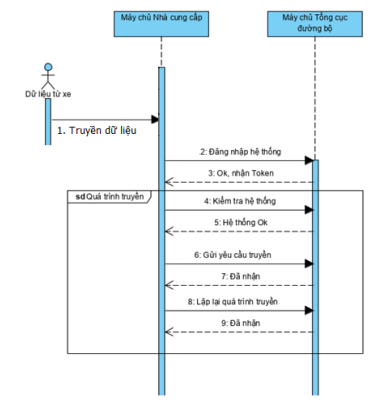 Máy chủ Nhà cung cấp
Máy chủ Tổng cục
đường bộ
Dữ liệu từ xe
1. Truyền dữ liệu
2: Đăng nhập hệ thống
3: Ok, nhận Token
sd Quá trình truyền
4: Kiểm tra hệ thống
5: Hệ thống Ok
6: Gửi yêu cầu truyền
7: Đã nhận
8: Lặp lại quá trình truyền
9: Đã nhận